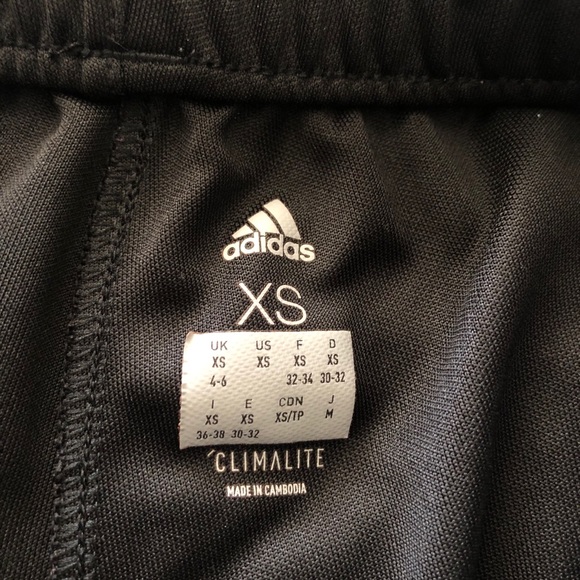 adidas
XS
UK US F D
XS XS XS XS
4-6 32-34 30-32
I E CDN J
XS XS XS/TP M
36-38 30-32
CLIMALITE
MADE IN CAMBODIA